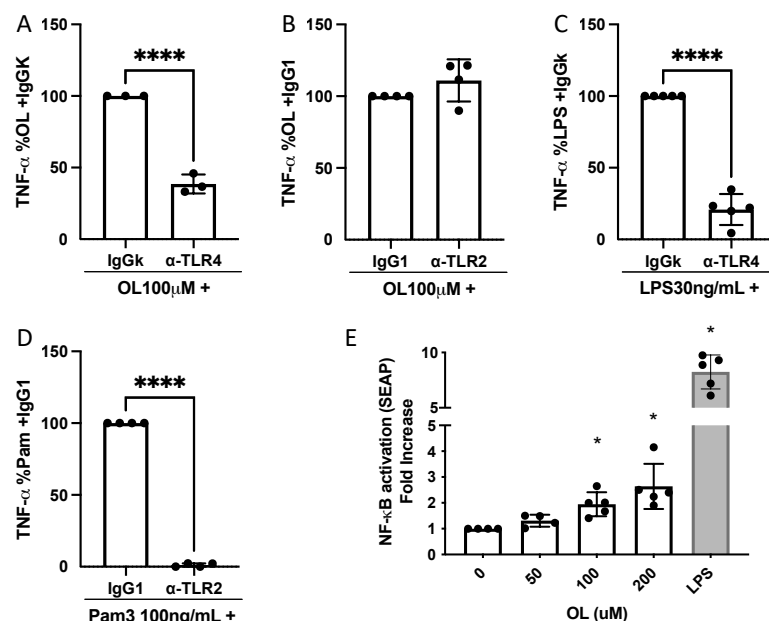 A
TNF-α %OL +IgGK
150
100
50
0
****
IgGk α-TLR4
OL100μM +
B
TNF-α %OL +IgG1
150
100
50
0
IgG1 α-TLR2
OL100μM +
C
TNF-α %LPS +IgGk
150
100
50
0
****
IgGk α-TLR4
LPS30ng/mL +
D
TNF-α %Pam +IgG1
150
100
50
0
****
IgG1 α-TLR2
Pam3 100ng/mL +
E
NF-κB activation (SEAP)
Fold Increase
10
5
5
4
3
2
1
0
*
*
*
0 50 100 200 LPS
OL (uM)